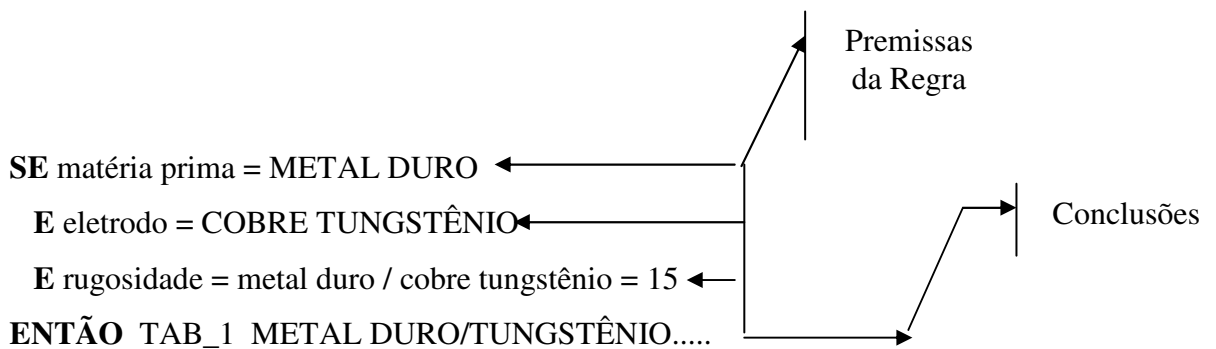 Premissas
da Regra
SE matéria prima = METAL DURO
E eletrodo = COBRE TUNGSTÊNIO
Conclusões
E rugosidade = metal duro / cobre tungstênio = 15
ENTÃO TAB_1 METAL DURO/TUNGSTÊNIO.....